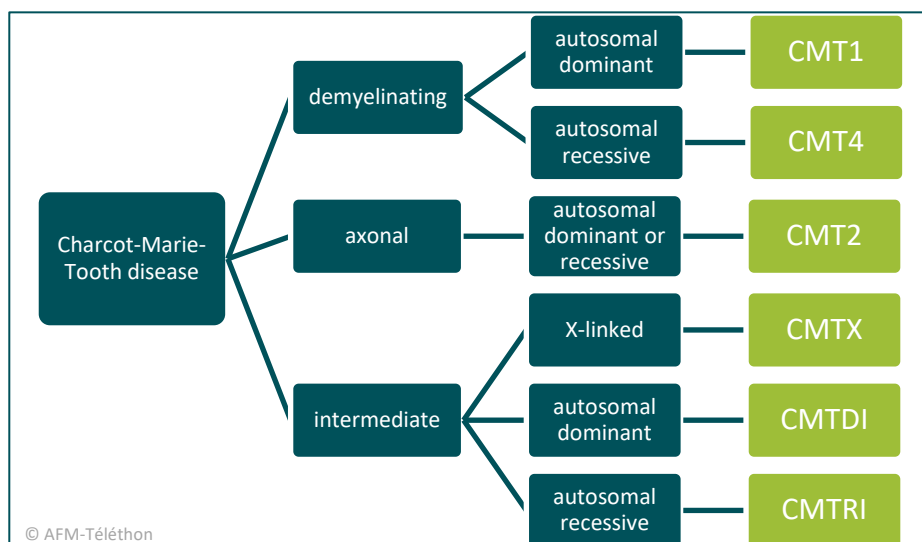 Charcot-Marie-
Tooth disease
demyelinating
autosomal
dominant
CMT1
autosomal
recessive
CMT4
axonal
autosomal
dominant or
recessive
CMT2
intermediate
X-linked
CMTX
autosomal
dominant
CMTDI
autosomal
recessive
CMTRI
© AFM-Téléthon